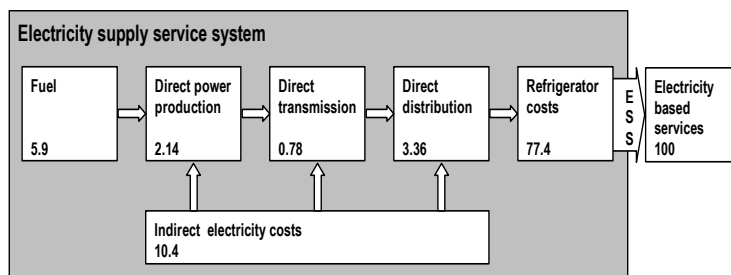 Electricity supply service system
Fuel
5.9
Direct power
production
2.14
Direct
transmission
0.78
Direct
distribution
3.36
Refrigerator
costs
77.4
E
S
S
Electricity
based
services
100
Indirect electricity costs
10.4